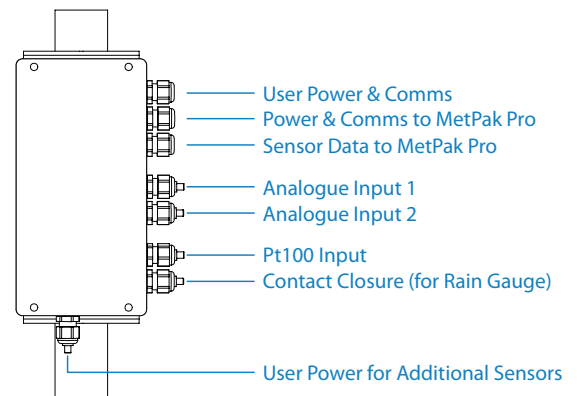 User Power & Comms
Power & Comms to MetPak Pro
Sensor Data to MetPak Pro
Analogue Input 1
Analogue Input 2
Pt100 Input
Contact Closure (for Rain Gauge)
User Power for Additional Sensors